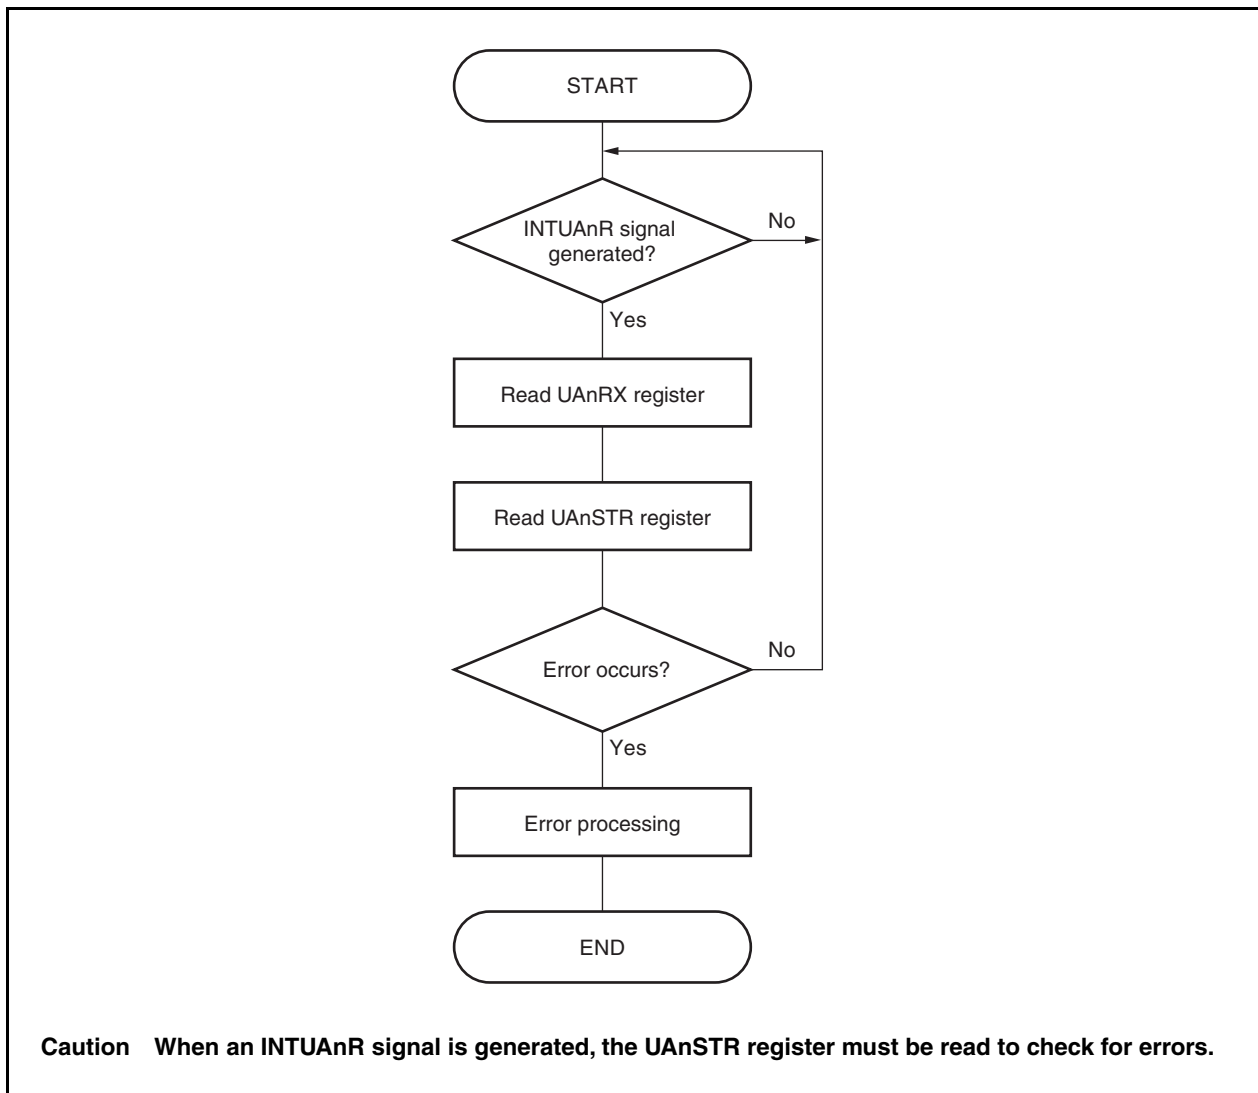 START
INTUAnR signal
generated?
No
Yes
Read UAnRX register
Read UAnSTR register
Error occurs?
No
Yes
Error processing
END
Caution When an INTUAnR signal is generated, the UAnSTR register must be read to check for errors.